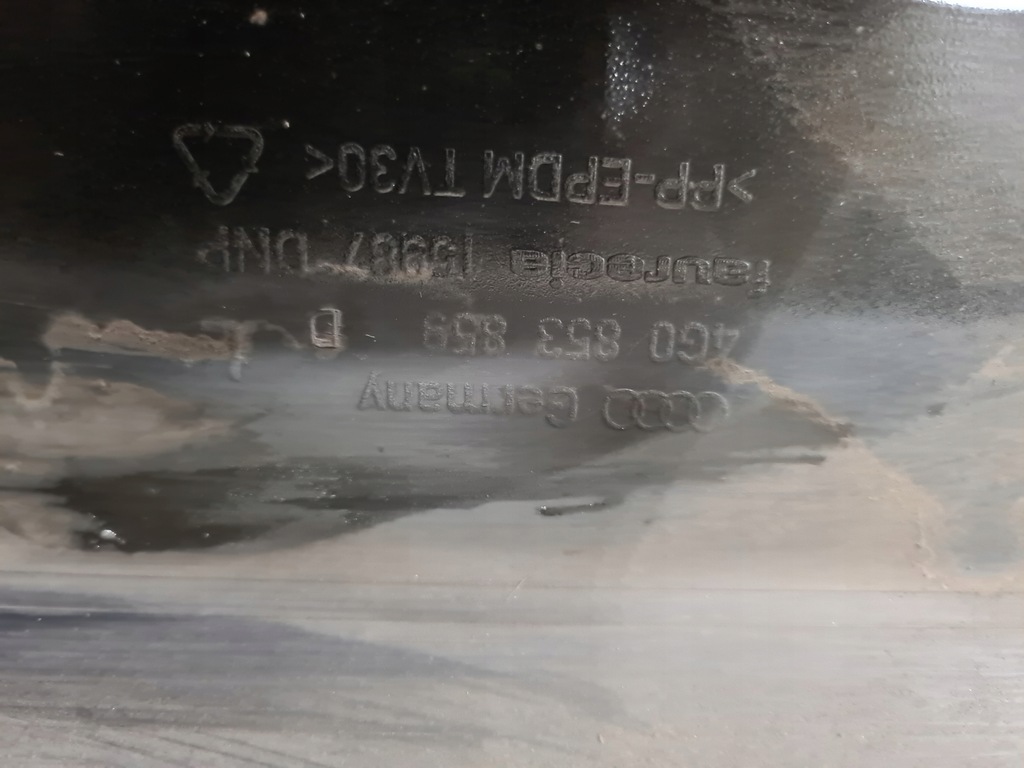 Germany
4G0 853 859 D
faurecia 15987 DNP
>PP-EPDM TV30<